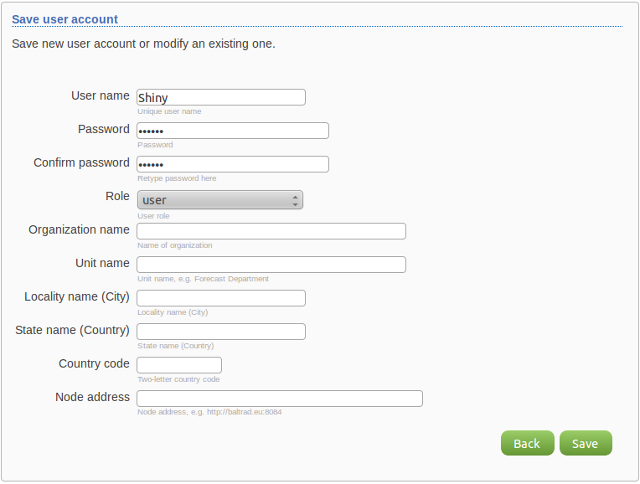 Save user account
Save new user account or modify an existing one.
User name Shiny
Unique user name
Password ••••••
Password
Confirm password ••••••
Retype password here
Role user
User role
Organization name
Name of organization
Unit name
Unit name, e.g. Forecast Department
Locality name (City)
Locality name (City)
State name (Country)
State name (Country)
Country code
Two-letter country code
Node address
Node address, e.g. http://baltrad.eu:8084
Back Save